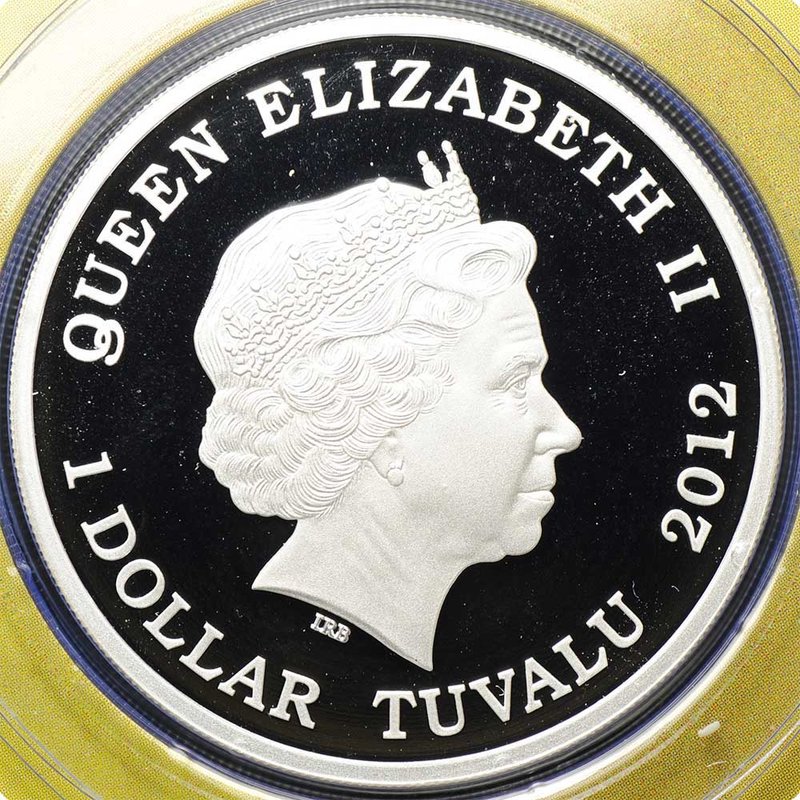 QUEEN ELIZABETH II 2012
1 DOLLAR TUVALU
IRB